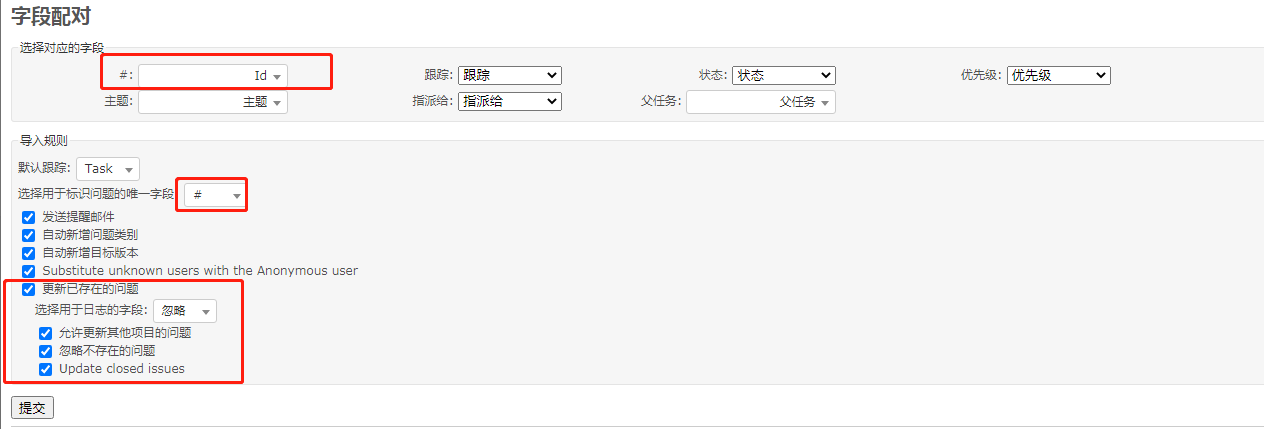 字段配对
选择对应的字段
#: Id 跟踪: 跟踪 状态: 状态 优先级: 优先级
主题: 主题 指派给: 指派给 父任务: 父任务
导入规则
默认跟踪: Task
选择用于标识问题的唯一字段 #
发送提醒邮件
自动新增问题类别
自动新增目标版本
Substitute unknown users with the Anonymous user
更新已存在的问题
选择用于日志的字段: 忽略
允许更新其他项目的问题
忽略不存在的问题
Update closed issues
提交